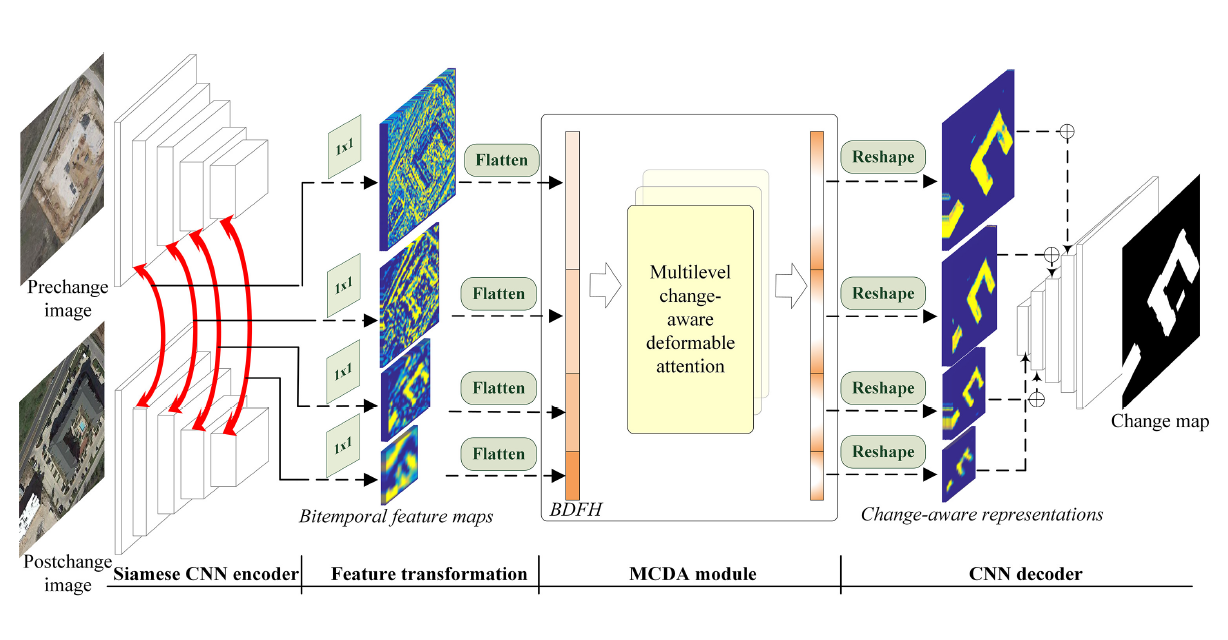 Prechange
image
Postchange
image
1x1
1x1
1x1
1x1
Flatten
Flatten
Flatten
Flatten
Bitemporal feature maps
Multilevel
change-
aware
deformable
attention
BDFH
Reshape
Reshape
Reshape
Reshape
Change-aware representations
Change map
Siamese CNN encoder
Feature transformation
MCDA module
CNN decoder